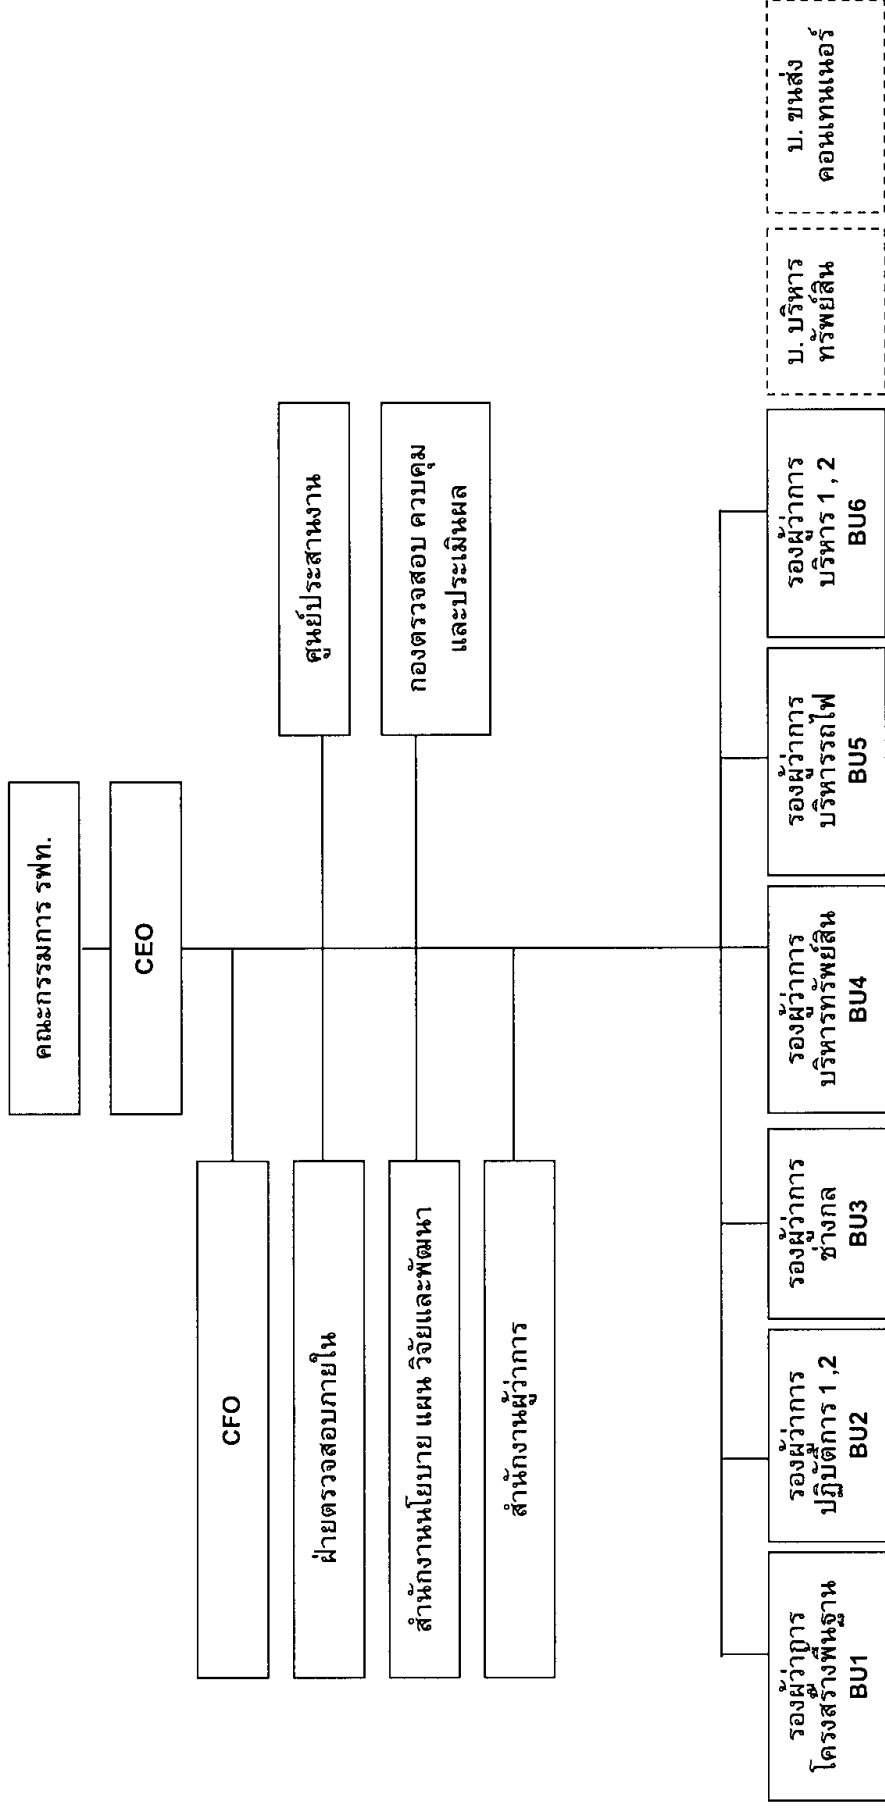 คณะกรรมการ รฟท.
CEO
CFO
ฝ่ายตรวจสอบภายใน
ศูนย์ประสานงาน
สำนักงานนโยบาย แผน วิจัยและพัฒนา
กองตรวจสอบ ควบคุม
และประเมินผล
สำนักงานผู้ว่าการ
รองผู้ว่าการ
โครงสร้างพื้นฐาน
BU1
รองผู้ว่าการ
ปฏิบัติการ 1 ,2
BU2
รองผู้ว่าการ
ช่างกล
BU3
รองผู้ว่าการ
บริหารทรัพย์สิน
BU4
รองผู้ว่าการ
บริหารรถไฟ
BU5
รองผู้ว่าการ
บริหาร 1 , 2
BU6
บ. บริหาร
ทรัพย์สิน
บ. ขนส่ง
คอนเทนเนอร์